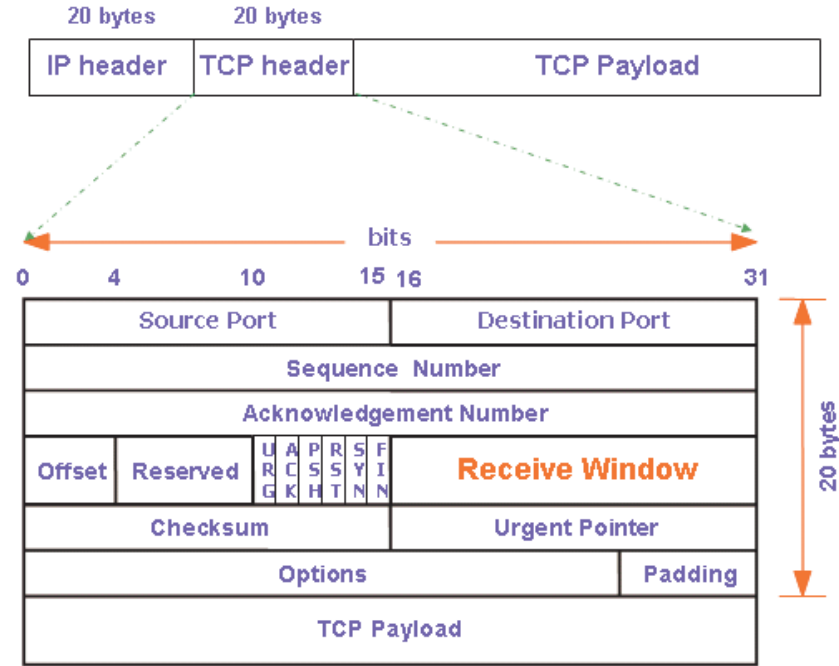 20 bytes 20 bytes
IP header TCP header TCP Payload
bits
0 4 10 15 16 31
Source Port Destination Port
Sequence Number
Acknowledgement Number
Offset Reserved URG ACK PSH RST SYN FIN Receive Window
Checksum Urgent Pointer
Options Padding
TCP Payload
20 bytes